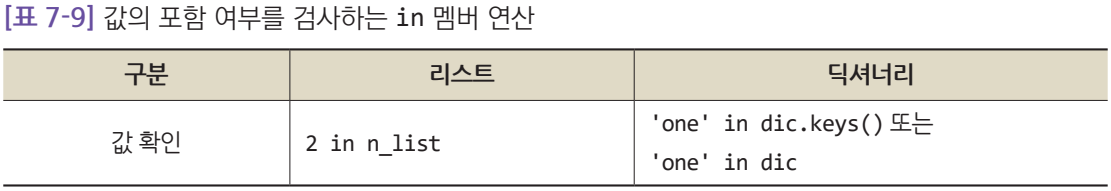 [표 7-9] 값의 포함 여부를 검사하는 in 멤버 연산
구분 리스트 딕셔너리
값 확인 2 in n_list 'one' in dic.keys() 또는
'one' in dic